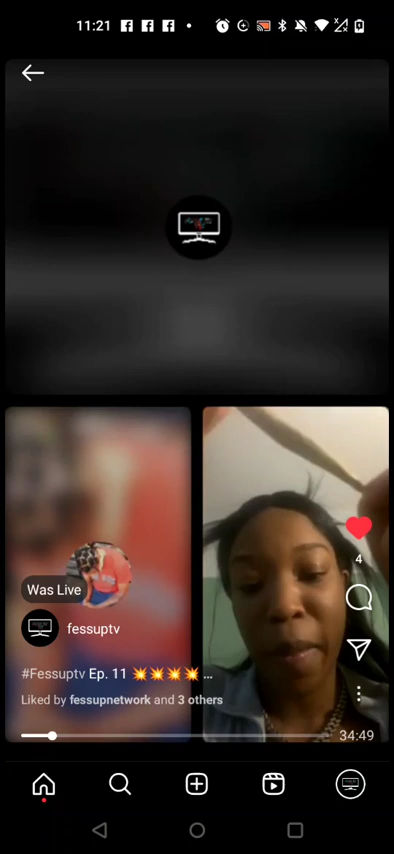 11:21
Was Live
fessuptv
#Fessuptv Ep. 11 💥💥💥💥 ...
4
Liked by fessupnetwork and 3 others
34:49